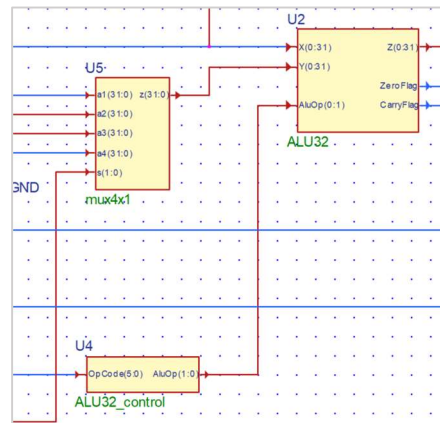 U2
X(0:31) Z(0:31)
Y(0:31)
ZeroFlag
AluOp(0:1) CarryFlag
ALU32
U5
a1(31:0) z(31:0)
a2(31:0)
a3(31:0)
a4(31:0)
s(1:0)
mux4x1
GND
U4
OpCode(5:0) AluOp(1:0)
ALU32_control